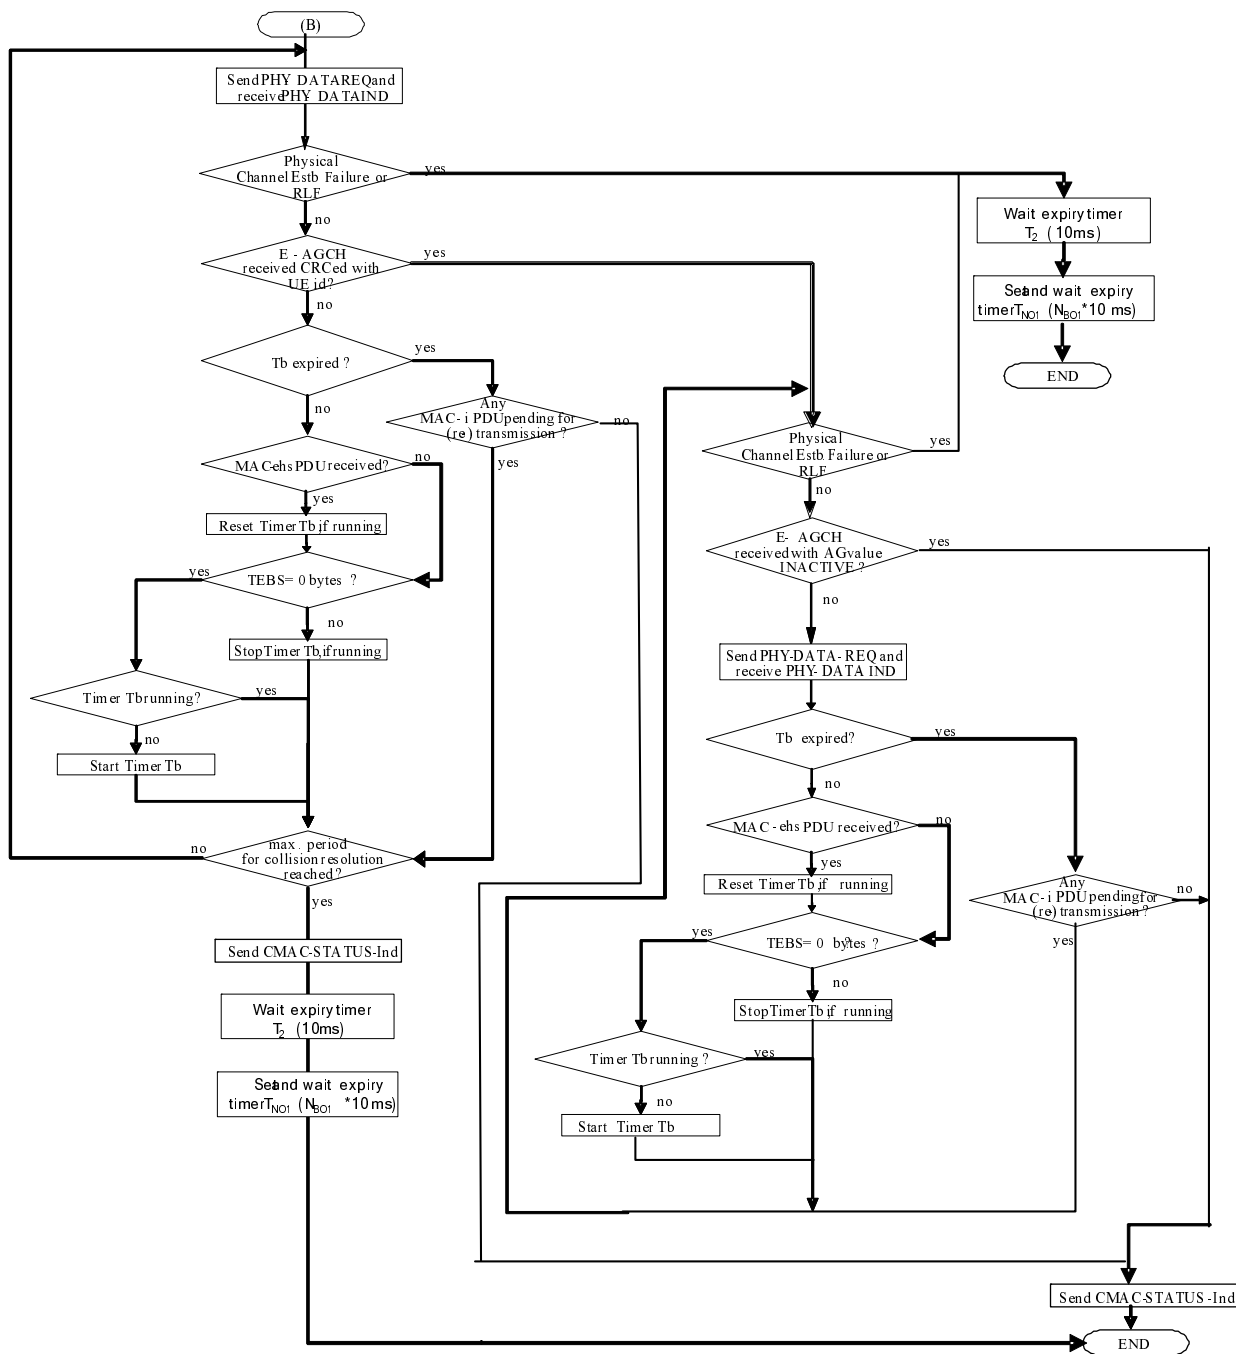 (B)
Send PHY DATAREQ and
receive PHY- DATAIND
Physical
Channel Estb Failure or
RLF
yes
no
E - AGCH
received CRCed with
UE id?
yes
no
Wait expiry timer
T2 (10ms)
Set and wait expiry
timer TNO1 (NBO1*10 ms)
END
Tb expired ?
yes
no
Any
MAC- i PDU pending for
(re-) transmission ?
no
yes
MAC-ehs PDU received?
no
yes
Reset Timer Tb, if running
TEBS= 0 bytes ?
yes
no
Stop Timer Tb, if running
Timer Tb running?
yes
no
Start Timer Tb
max. period
for collision resolution
reached?
no
yes
Send CMAC-STATUS-Ind
Wait expiry timer
T2 (10ms)
Set and wait expiry
timer TNO1 (NBO1 *10 ms)
Physical
Channel Estb Failure or
RLF
yes
no
E- AGCH
received with AG value
INACTIVE ?
yes
no
Send PHY-DATA- REQ and
receive PHY- DATA IND
Tb expired?
yes
no
MAC - ehs PDU received?
no
yes
Reset Timer Tb, if running
Any
MAC- i PDU pending for
(re-) transmission ?
no
yes
TEBS= 0 bytes ?
yes
no
Stop Timer Tb, if running
Timer Tb running ?
yes
no
Start Timer Tb
Send CMAC-STATUS -Ind
END